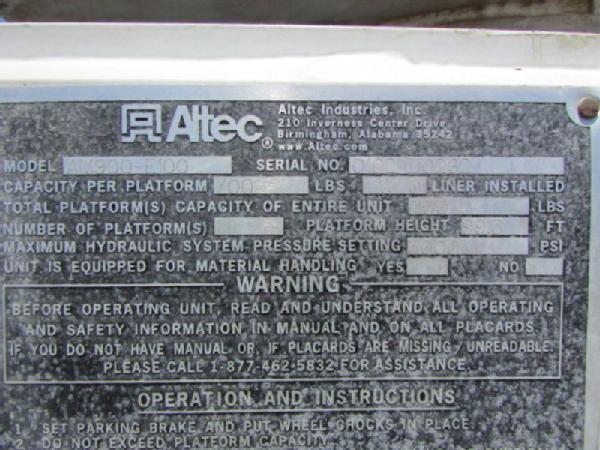 Altec®
Altec Industries, Inc.
210 Inverness Center Drive
Birmingham, Alabama 35242
www.Altec.com
MODEL AM900-E100 SERIAL NO.
CAPACITY PER PLATFORM 700 LBS LINER INSTALLED
TOTAL PLATFORM(S) CAPACITY OF ENTIRE UNIT LBS
NUMBER OF PLATFORM(S) PLATFORM HEIGHT FT
MAXIMUM HYDRAULIC SYSTEM PRESSURE SETTING PSI
UNIT IS EQUIPPED FOR MATERIAL HANDLING YES NO
WARNING
BEFORE OPERATING UNIT, READ AND UNDERSTAND ALL OPERATING
AND SAFETY INFORMATION IN MANUAL AND ON ALL PLACARDS.
IF YOU DO NOT HAVE MANUAL OR, IF PLACARDS ARE MISSING/UNREADABLE,
PLEASE CALL 1-877-462-5832 FOR ASSISTANCE.
OPERATION AND INSTRUCTIONS
1. SET PARKING BRAKE AND PUT WHEEL CHOCKS IN PLACE.
2. DO NOT EXCEED PLATFORM CAPACITY.